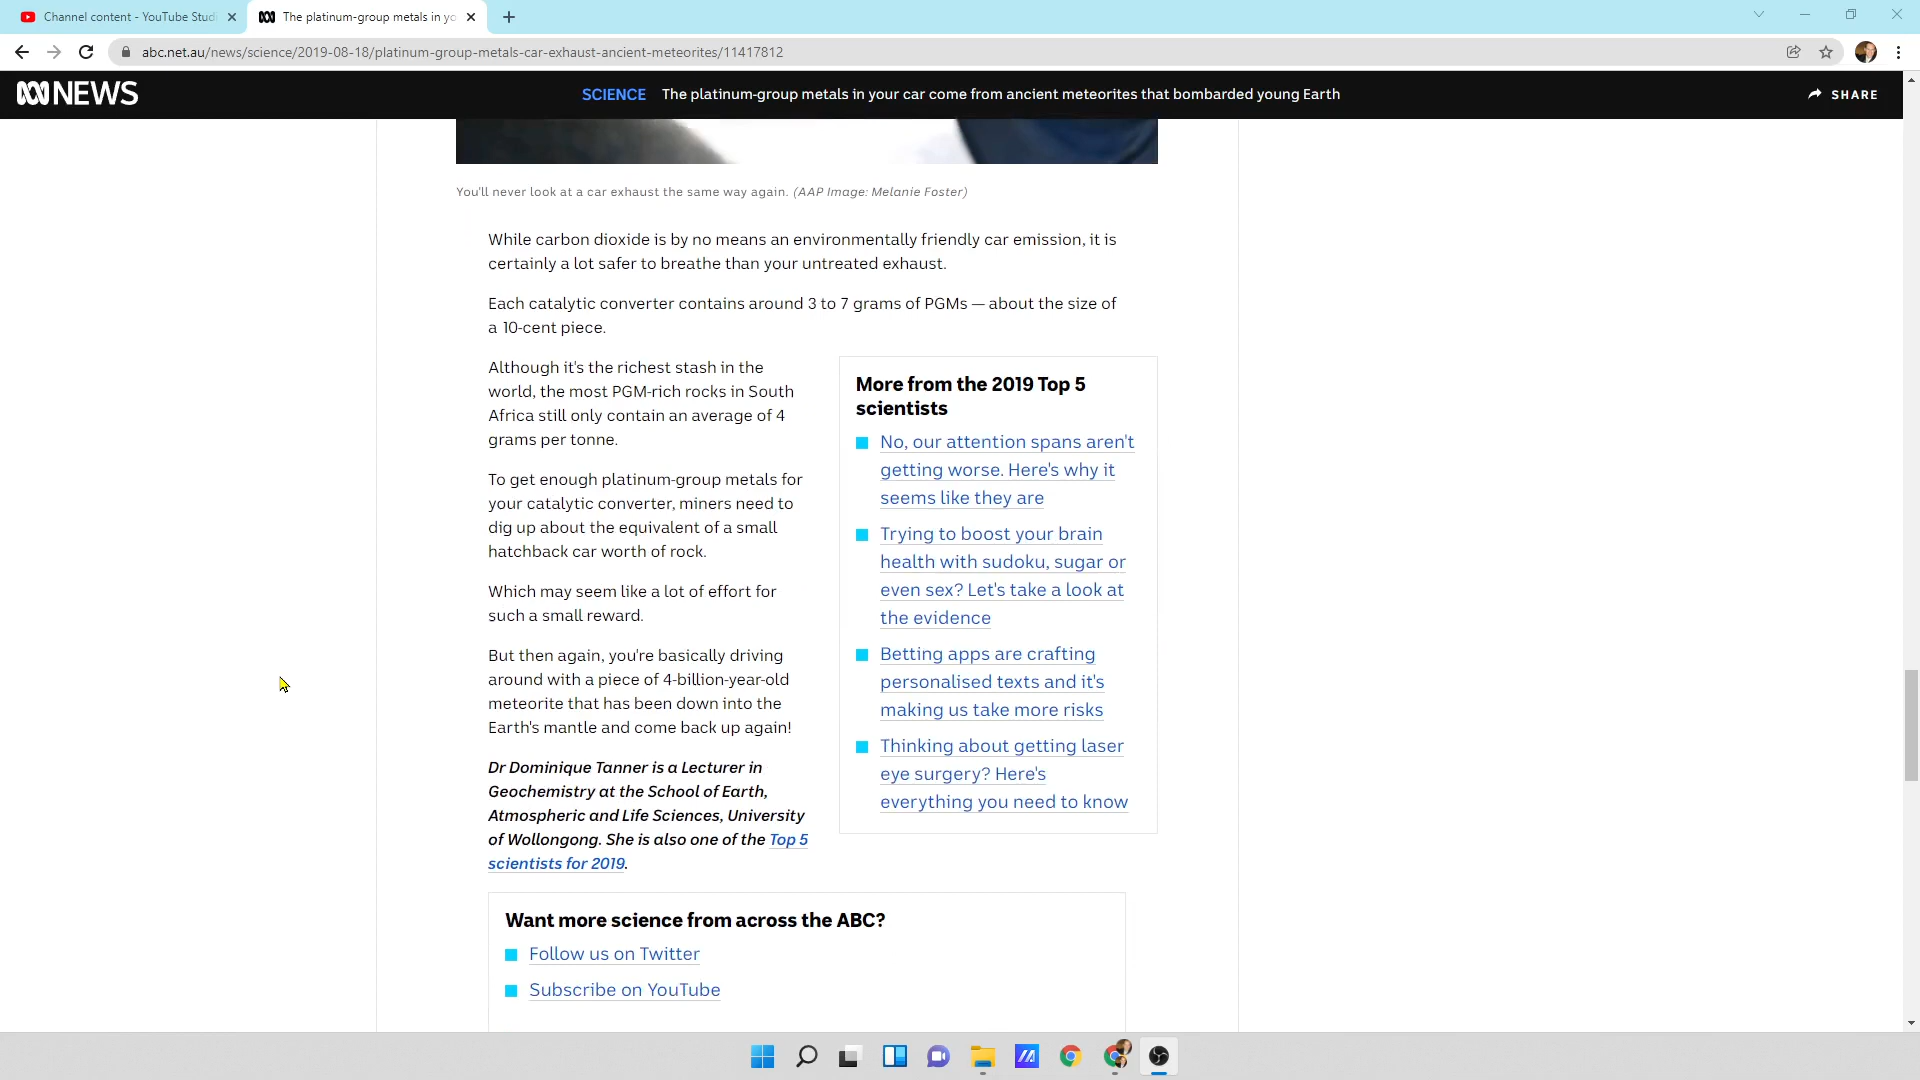 Channel content - YouTube Studi
The platinum-group metals in yo
abc.net.au/news/science/2019-08-18/platinum-group-metals-car-exhaust-ancient-meteorites/11417812
NEWS
SCIENCE The platinum-group metals in your car come from ancient meteorites that bombarded young Earth
SHARE
You'll never look at a car exhaust the same way again. (AAP Image: Melanie Foster)
While carbon dioxide is by no means an environmentally friendly car emission, it is
certainly a lot safer to breathe than your untreated exhaust.
Each catalytic converter contains around 3 to 7 grams of PGMs — about the size of
a 10-cent piece.
Although it's the richest stash in the
world, the most PGM-rich rocks in South
Africa still only contain an average of 4
grams per tonne.
To get enough platinum-group metals for
your catalytic converter, miners need to
dig up about the equivalent of a small
hatchback car worth of rock.
Which may seem like a lot of effort for
such a small reward.
But then again, you're basically driving
around with a piece of 4-billion-year-old
meteorite that has been down into the
Earth's mantle and come back up again!
Dr Dominique Tanner is a Lecturer in
Geochemistry at the School of Earth,
Atmospheric and Life Sciences, University
of Wollongong. She is also one of the Top 5
scientists for 2019.
More from the 2019 Top 5
scientists
No, our attention spans aren't
getting worse. Here's why it
seems like they are
Trying to boost your brain
health with sudoku, sugar or
even sex? Let's take a look at
the evidence
Betting apps are crafting
personalised texts and it's
making us take more risks
Thinking about getting laser
eye surgery? Here's
everything you need to know
Want more science from across the ABC?
Follow us on Twitter
Subscribe on YouTube